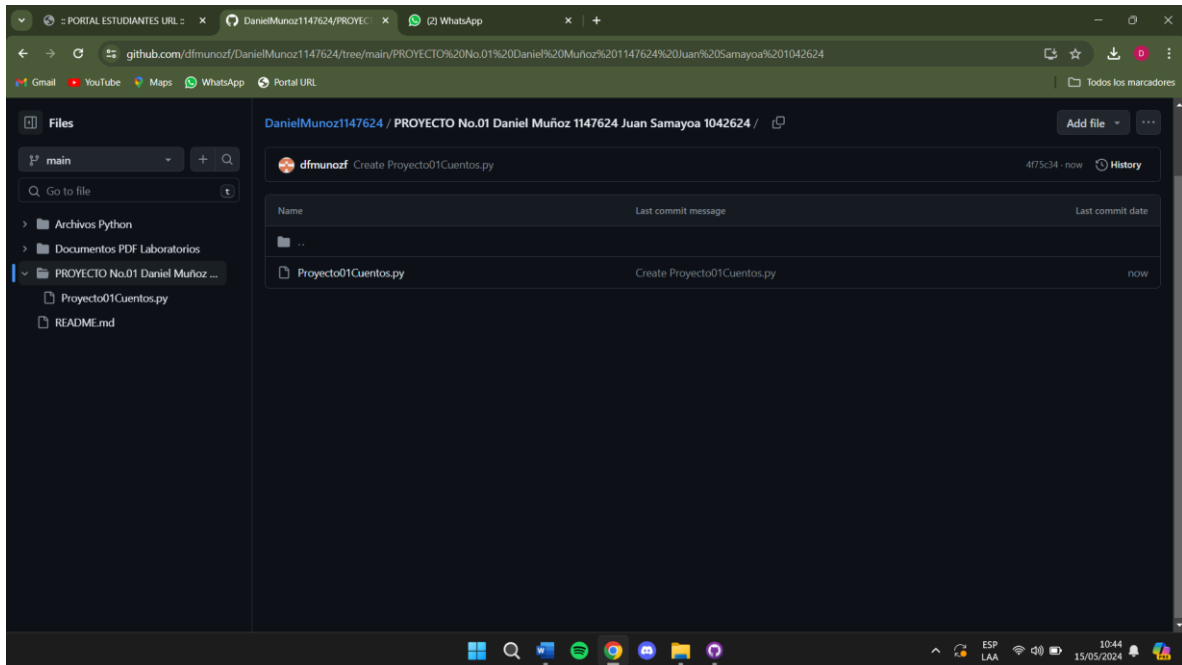 :: PORTAL ESTUDIANTES URL ::
DanielMunoz1147624/PROYEC
(2) WhatsApp
github.com/dfmunozf/DanielMunoz1147624/tree/main/PROYECTO%20No.01%20Daniel%20Muñoz%201147624%20Juan%20Samayoa%201042624
D
Gmail YouTube Maps WhatsApp Portal URL Todos los marcadores
Files
DanielMunoz1147624 / PROYECTO No.01 Daniel Muñoz 1147624 Juan Samayoa 1042624 /
Add file
main
dfmunozf Create Proyecto01Cuentos.py
4f75c34 · now History
Go to file t
Name Last commit message Last commit date
Archivos Python
..
Documentos PDF Laboratorios
PROYECTO No.01 Daniel Muñoz ...
Proyecto01Cuentos.py Create Proyecto01Cuentos.py now
Proyecto01Cuentos.py
README.md
ESP
LAA
10:44
15/05/2024